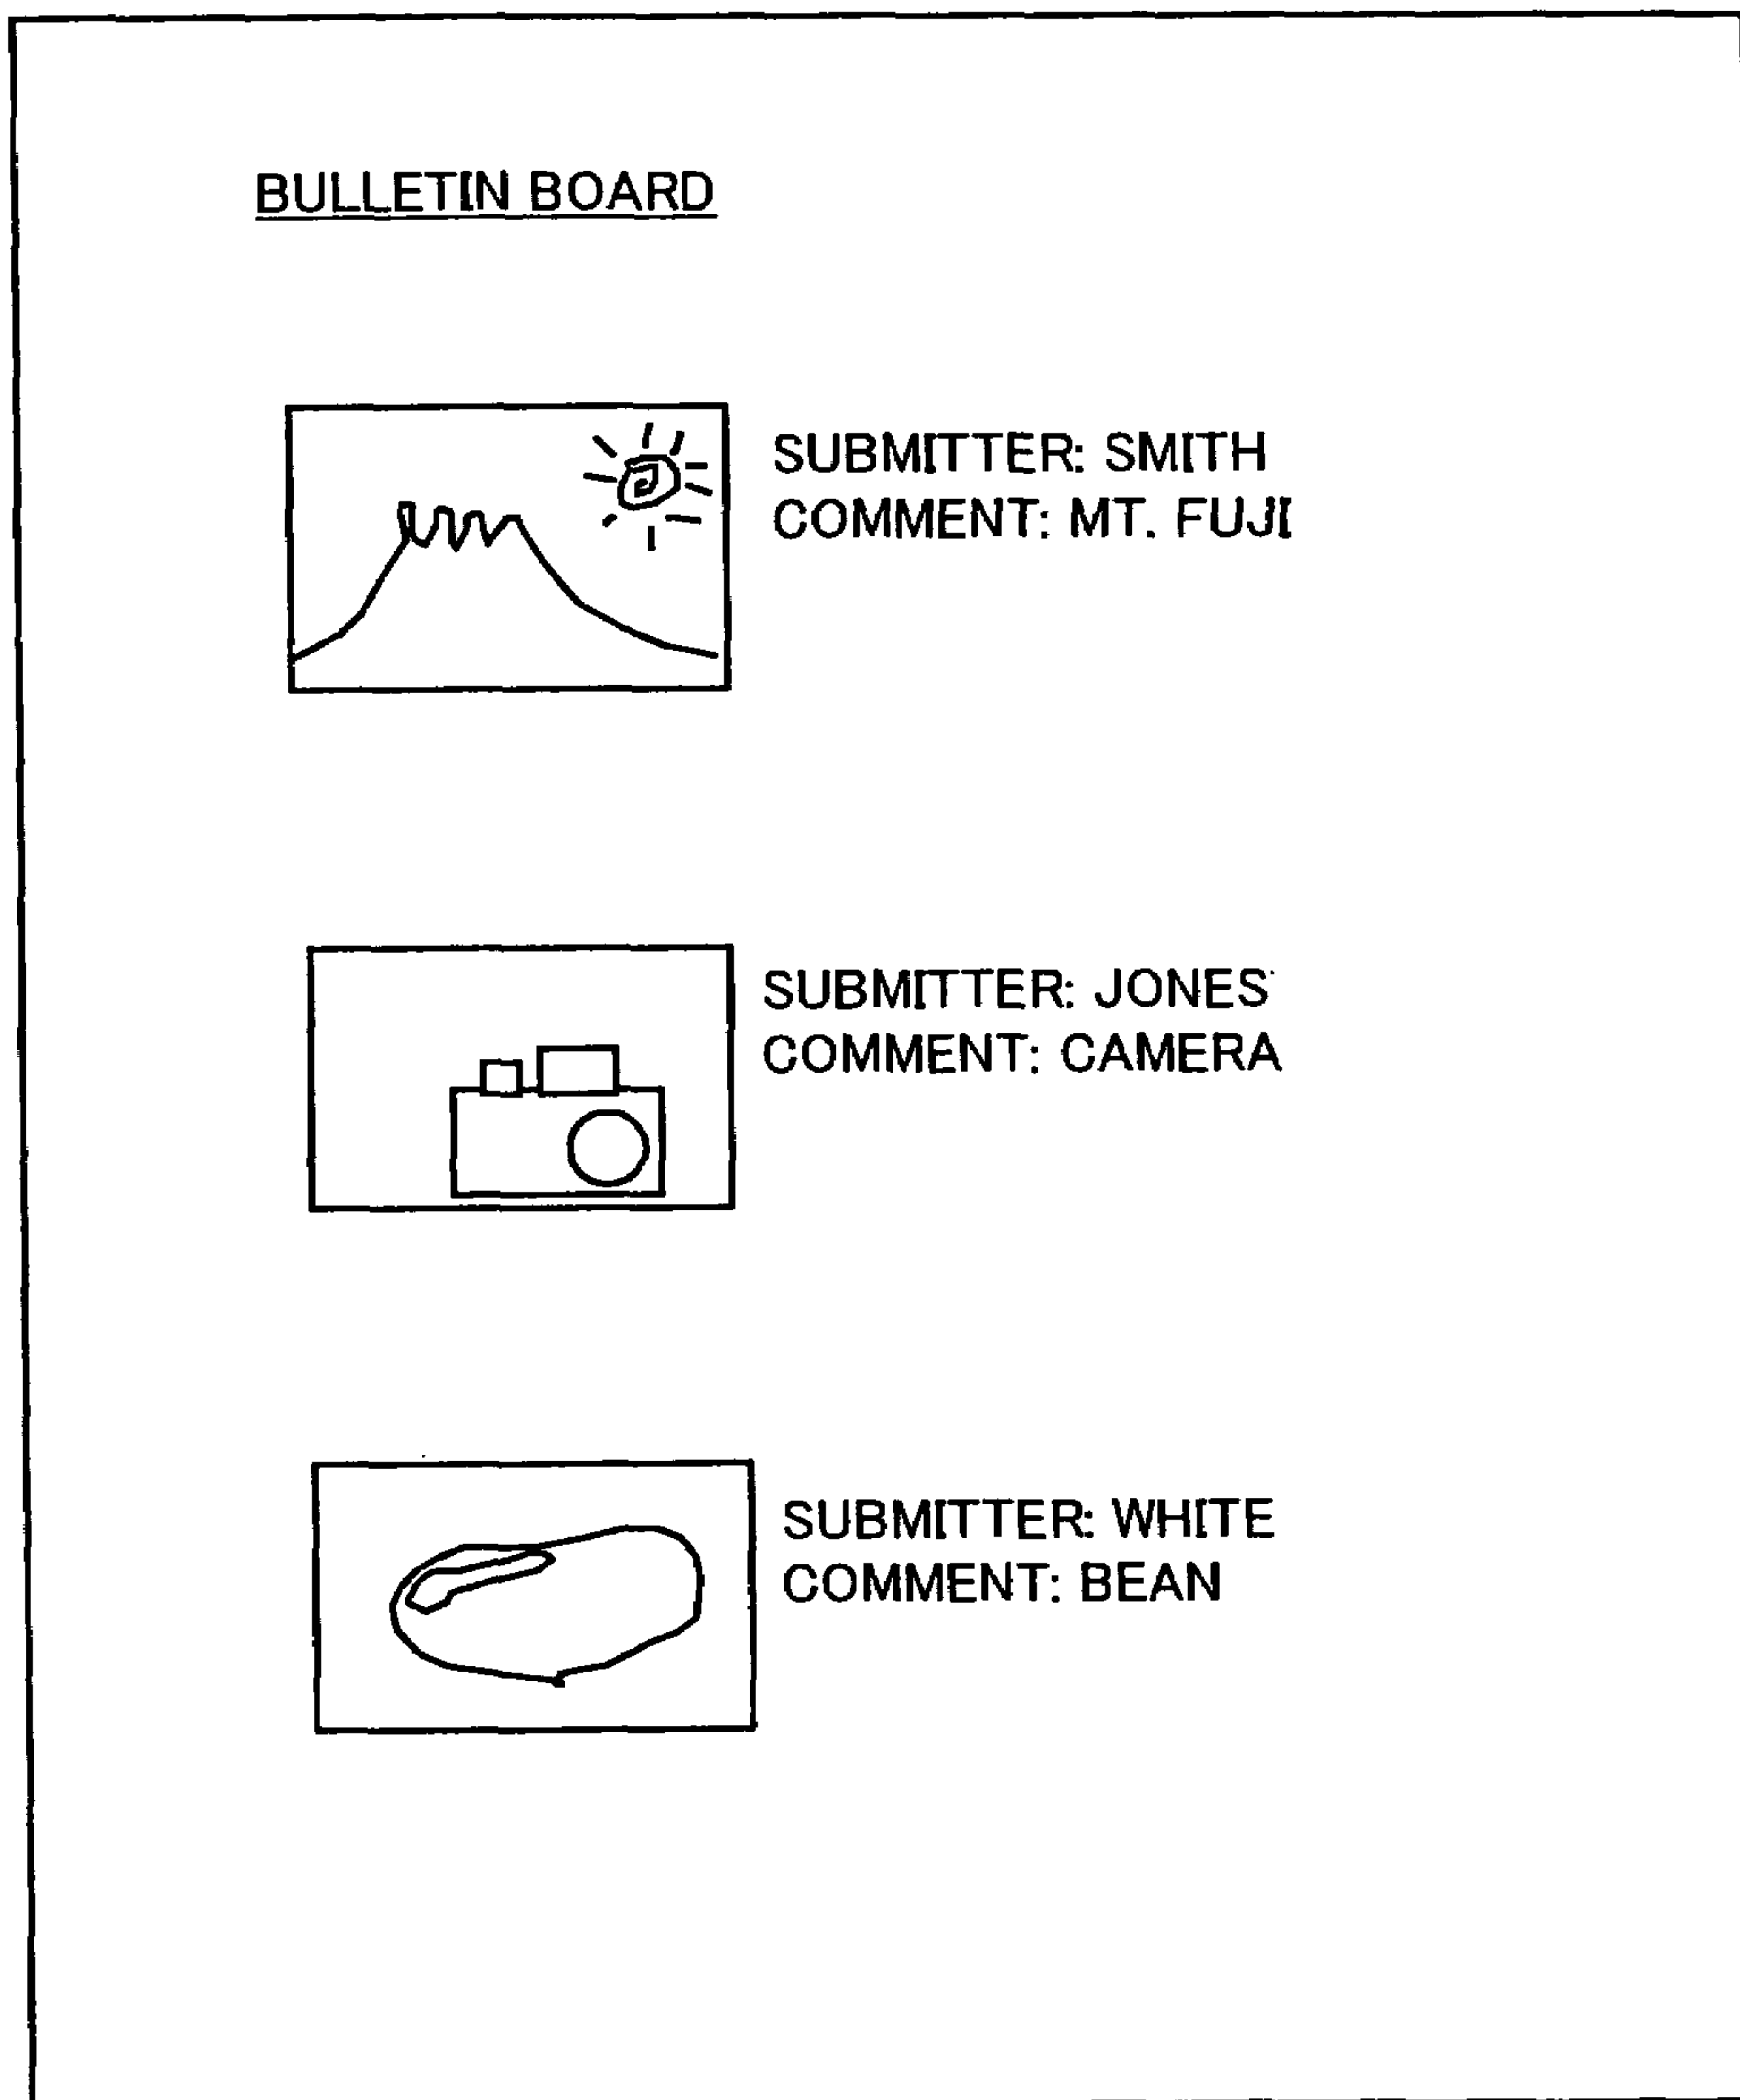 BULLETIN BOARD
SUBMITTER: SMITH
COMMENT: MT. FUJI
SUBMITTER: JONES
COMMENT: CAMERA
SUBMITTER: WHITE
COMMENT: BEAN